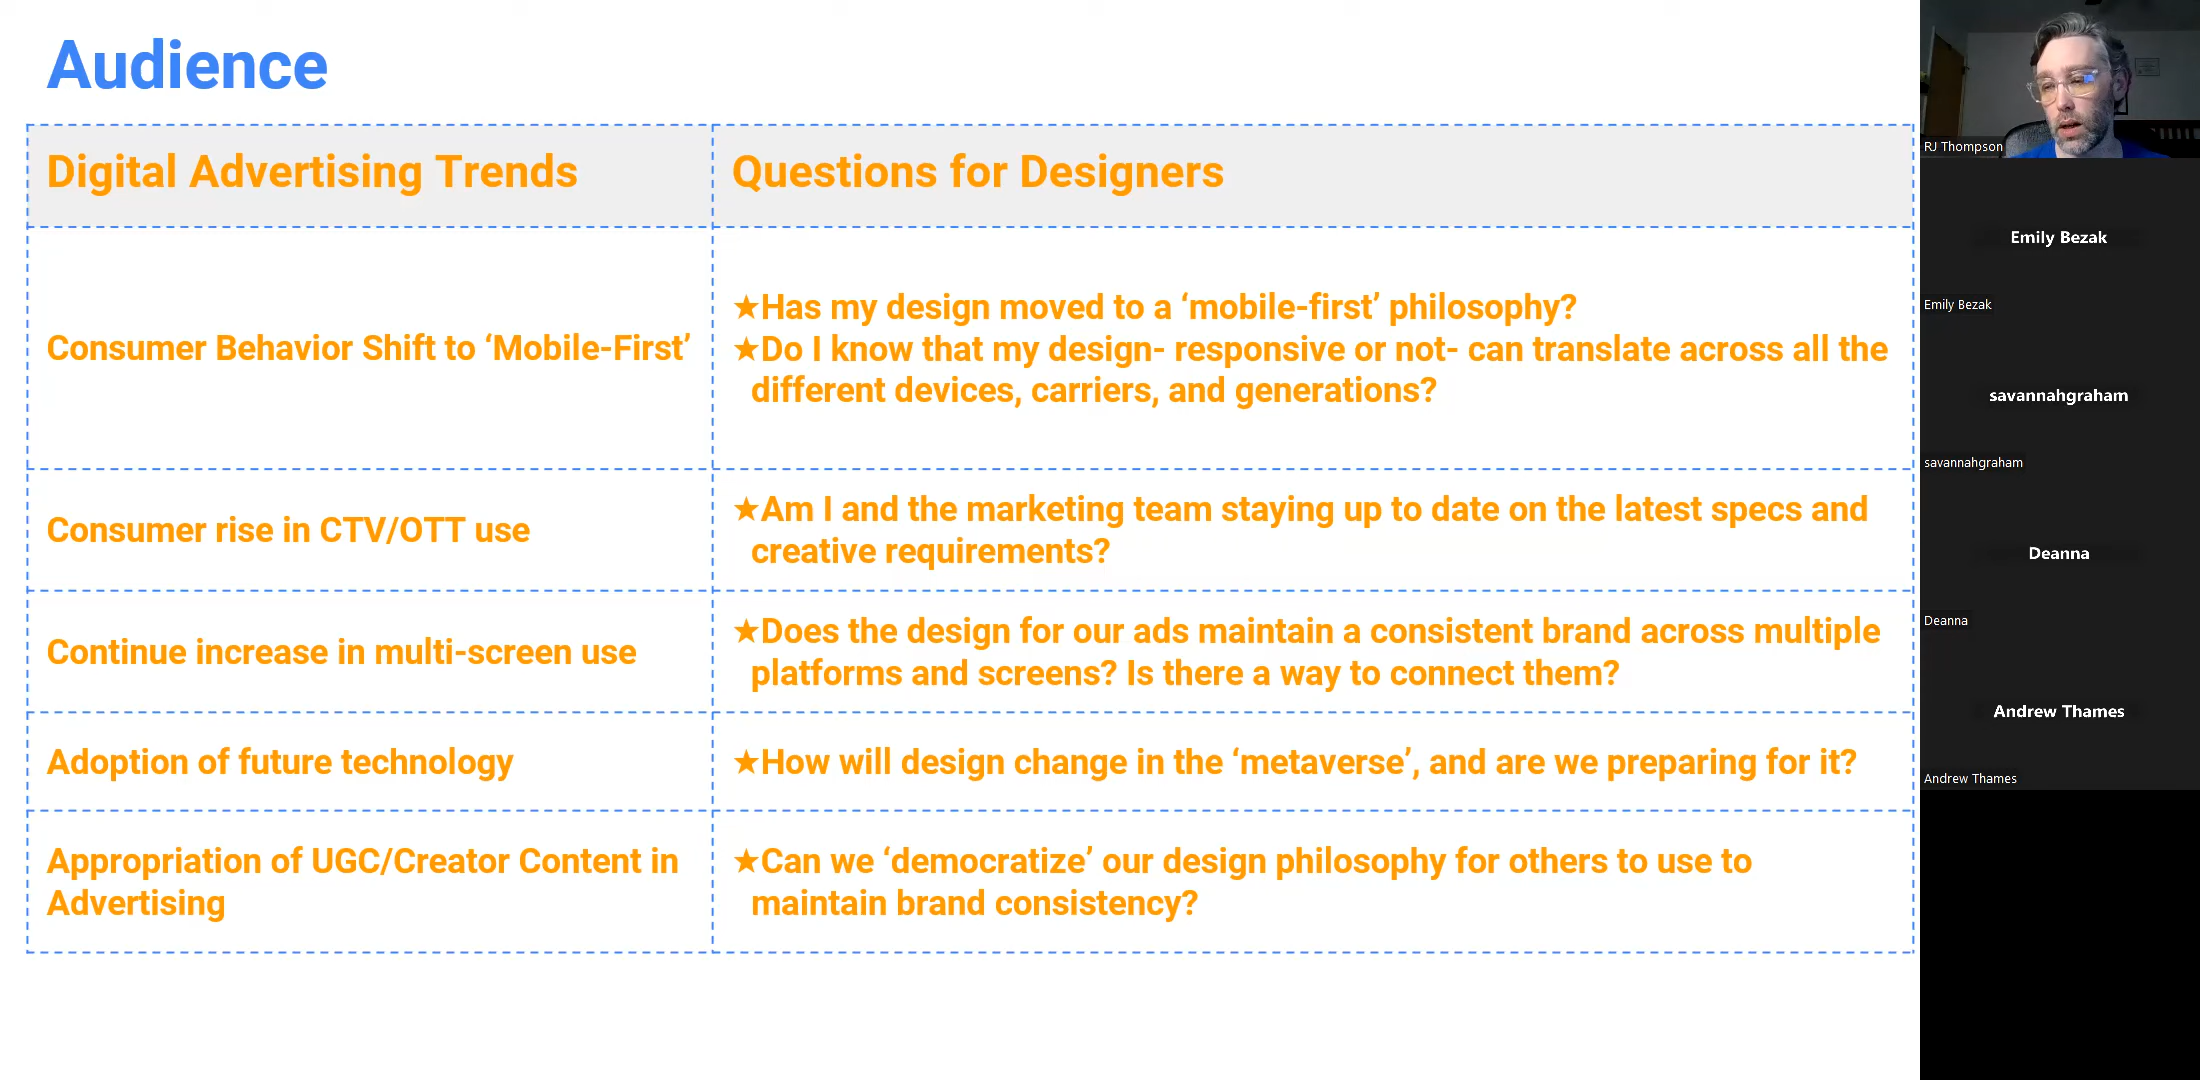 Audience
Digital Advertising Trends
Questions for Designers
Consumer Behavior Shift to ‘Mobile-First’
★Has my design moved to a ‘mobile-first’ philosophy?
★Do I know that my design- responsive or not- can translate across all the
different devices, carriers, and generations?
Consumer rise in CTV/OTT use
★Am I and the marketing team staying up to date on the latest specs and
creative requirements?
Continue increase in multi-screen use
★Does the design for our ads maintain a consistent brand across multiple
platforms and screens? Is there a way to connect them?
Adoption of future technology
★How will design change in the ‘metaverse’, and are we preparing for it?
Appropriation of UGC/Creator Content in
Advertising
★Can we ‘democratize’ our design philosophy for others to use to
maintain brand consistency?
RJ Thompson
Emily Bezak
Emily Bezak
savannahgraham
savannahgraham
Deanna
Deanna
Andrew Thames
Andrew Thames